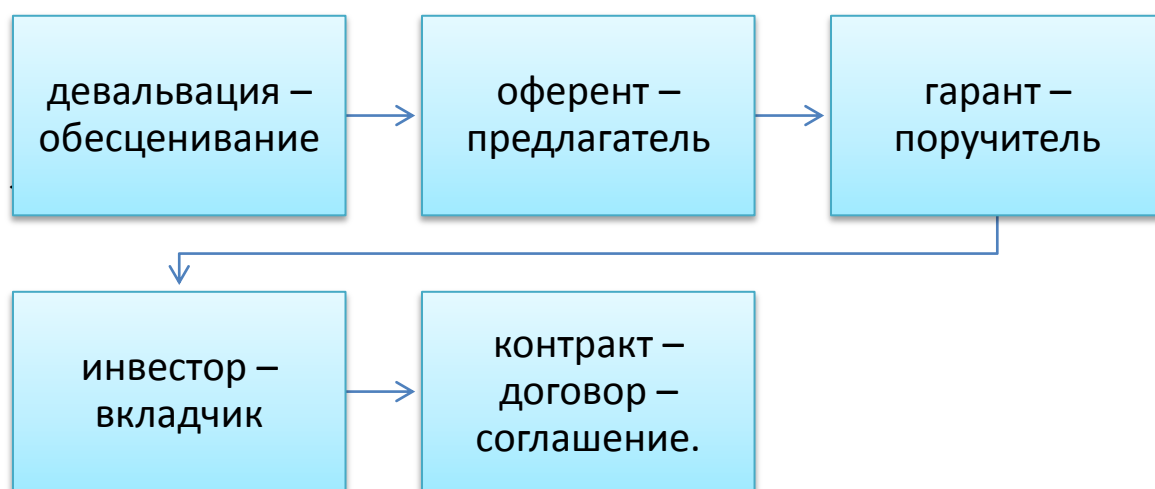 девальвация –
обесценивание
оферент –
предлагатель
гарант –
поручитель
инвестор –
вкладчик
контракт –
договор –
соглашение.